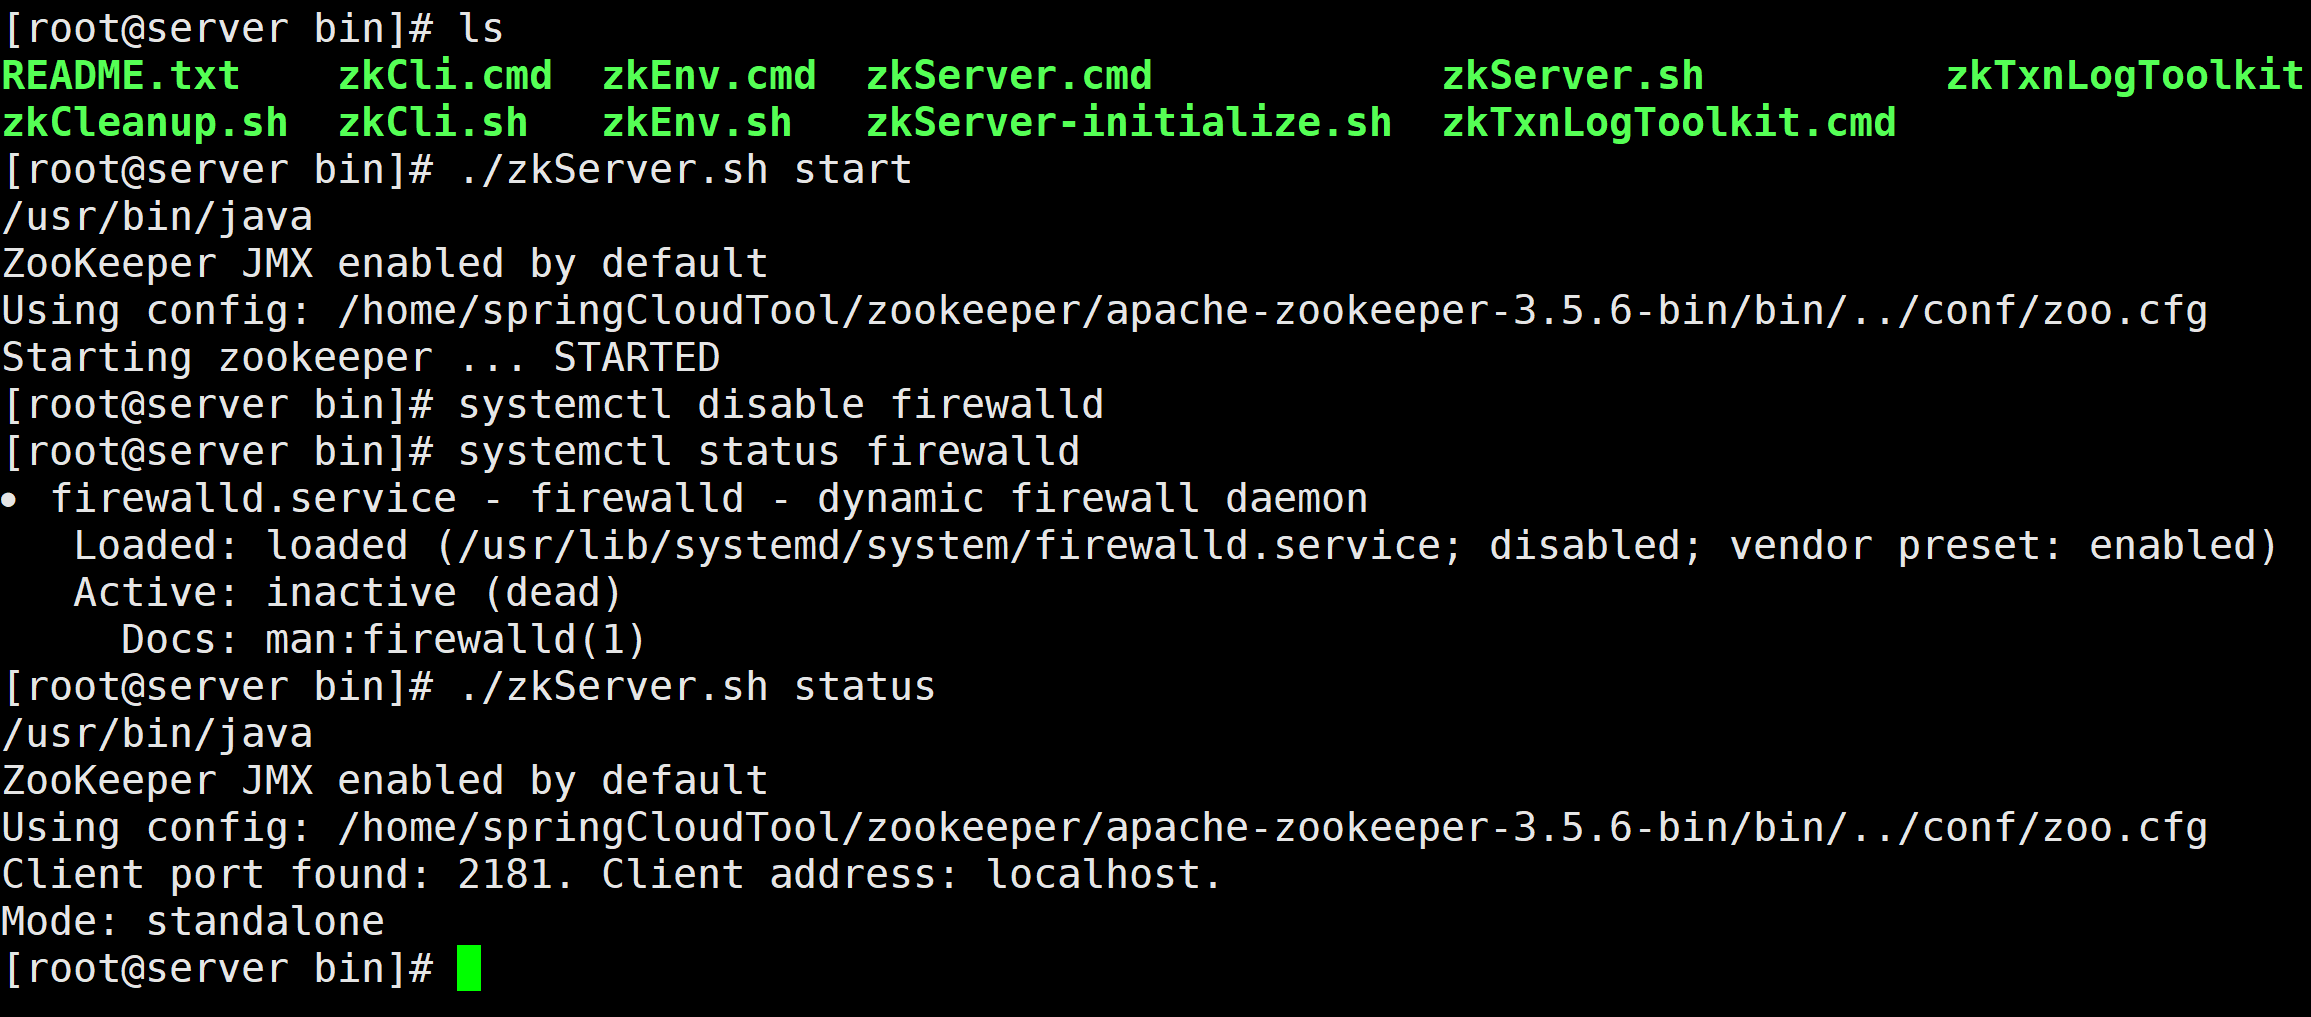 [root@server bin]# ls
README.txt    zkCli.cmd  zkEnv.cmd  zkServer.cmd            zkServer.sh          zkTxnLogToolkit
zkCleanup.sh  zkCli.sh   zkEnv.sh   zkServer-initialize.sh  zkTxnLogToolkit.cmd
[root@server bin]# ./zkServer.sh start
/usr/bin/java
ZooKeeper JMX enabled by default
Using config: /home/springCloudTool/zookeeper/apache-zookeeper-3.5.6-bin/bin/../conf/zoo.cfg
Starting zookeeper ... STARTED
[root@server bin]# systemctl disable firewalld
[root@server bin]# systemctl status firewalld
● firewalld.service - firewalld - dynamic firewall daemon
   Loaded: loaded (/usr/lib/systemd/system/firewalld.service; disabled; vendor preset: enabled)
   Active: inactive (dead)
     Docs: man:firewalld(1)
[root@server bin]# ./zkServer.sh status
/usr/bin/java
ZooKeeper JMX enabled by default
Using config: /home/springCloudTool/zookeeper/apache-zookeeper-3.5.6-bin/bin/../conf/zoo.cfg
Client port found: 2181. Client address: localhost.
Mode: standalone
[root@server bin]#